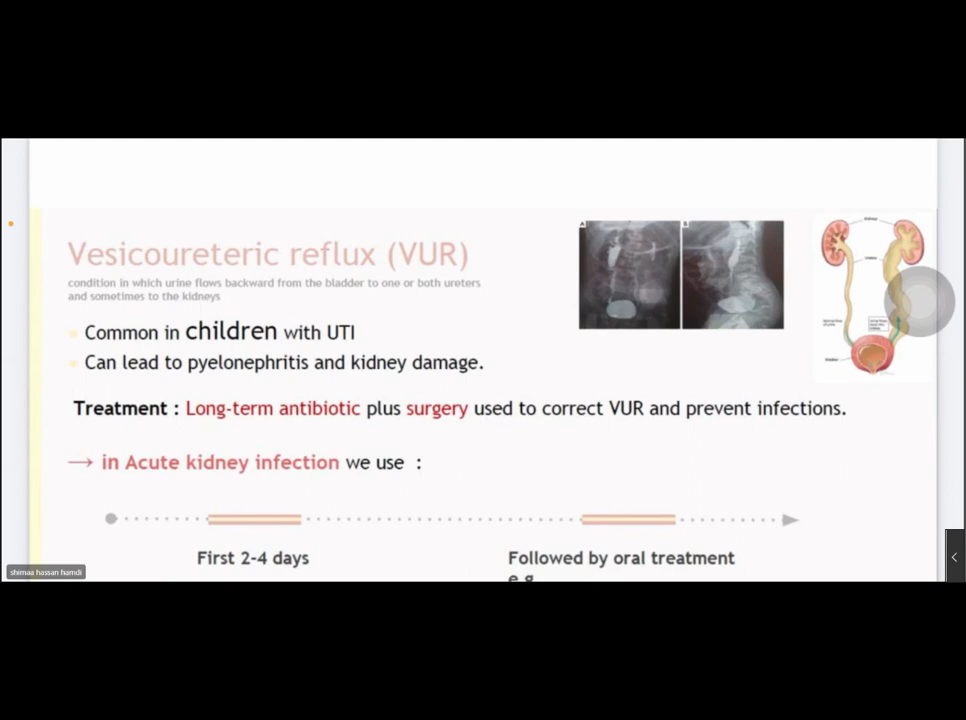 Vesicoureteric reflux (VUR)
condition in which urine flows backward from the bladder to one or both ureters
and sometimes to the kidneys
Common in children with UTI
Can lead to pyelonephritis and kidney damage.
Treatment : Long-term antibiotic plus surgery used to correct VUR and prevent infections.
→ in Acute kidney infection we use :
First 2-4 days
Followed by oral treatment
e.g
A
B
Kidney
Ureter
Bladder
shimaa hassan hamdi